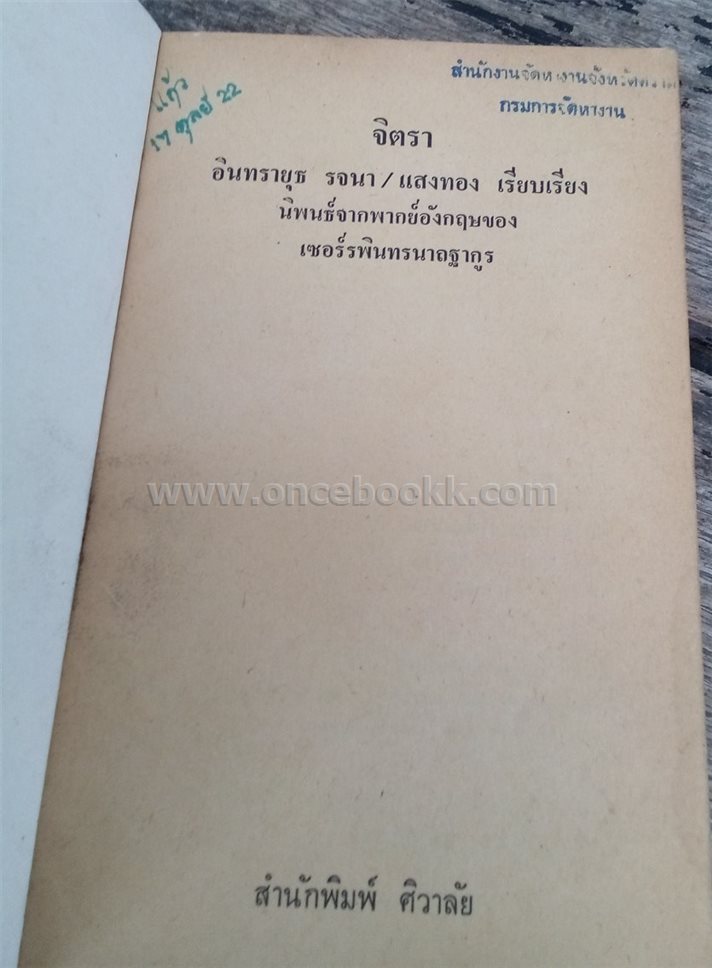 แก้ว
17 ตุลย์ 22
สำนักงานจัดหางานจังหวัด
กรมการจัดหางาน
จิตรา
อินทรายุธ รจนา / แสงทอง เรียบเรียง
นิพนธ์จากพากย์อังกฤษของ
เซอร์รพินทรนาถฐากูร
www.oncebookk.com
สำนักพิมพ์ ศิวาลัย